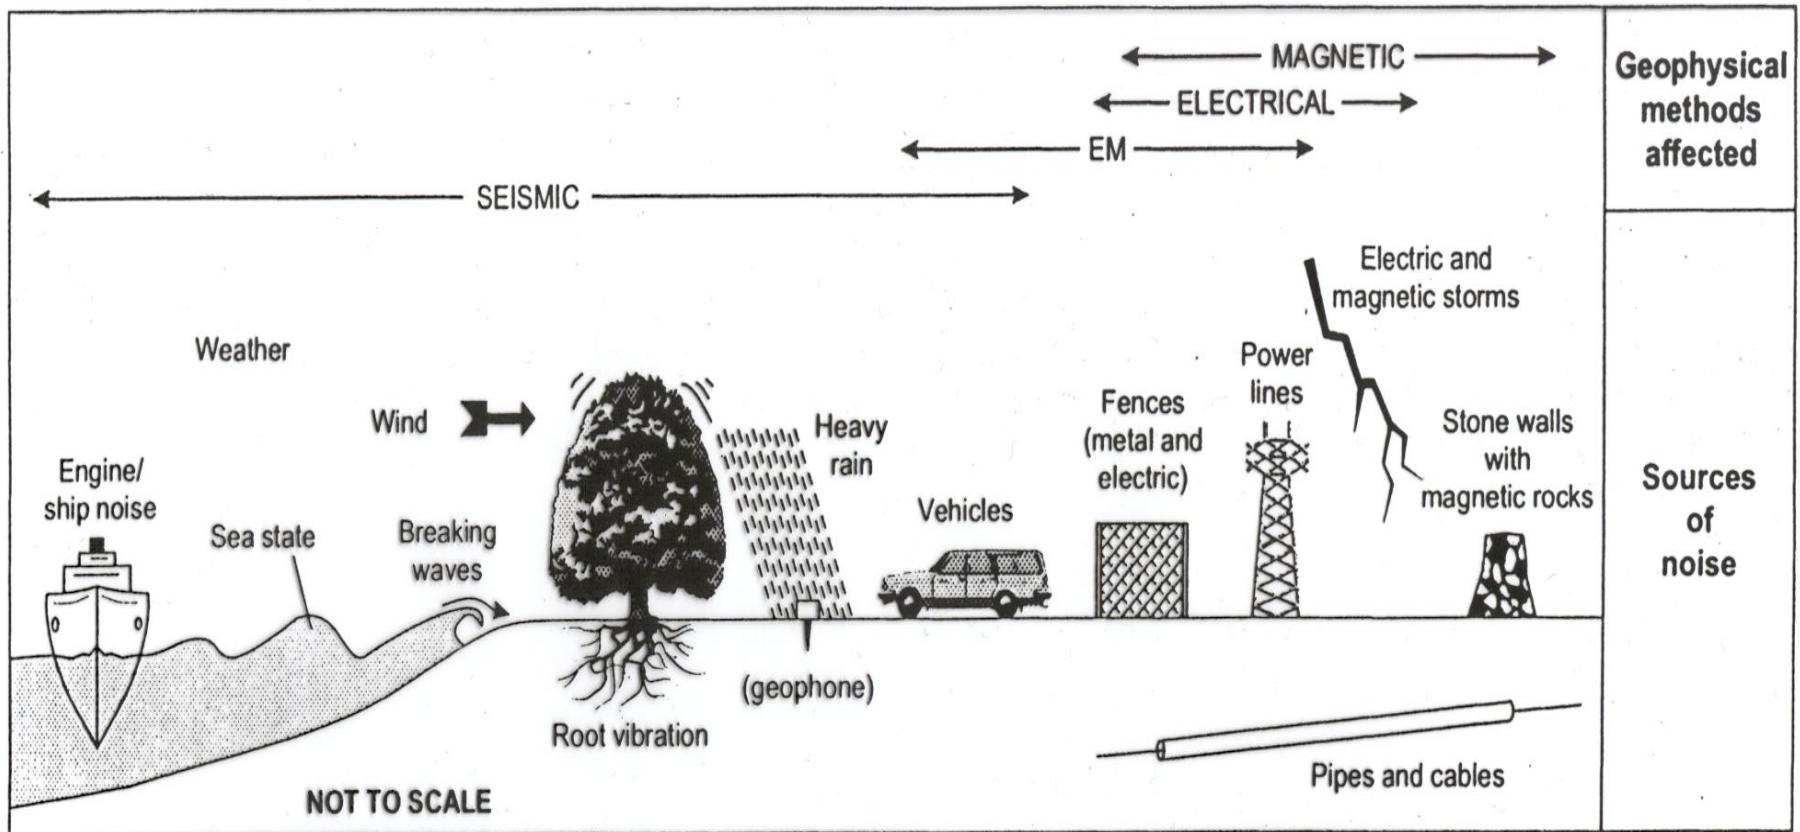 MAGNETIC
ELECTRICAL
EM
SEISMIC
Geophysical
methods
affected
Electric and
magnetic storms
Weather
Power
lines
Wind
Fences
(metal and
electric)
Heavy
rain
Stone walls
with
magnetic rocks
Engine/
ship noise
Sea state
Breaking
waves
Vehicles
Sources
of
noise
(geophone)
Root vibration
Pipes and cables
NOT TO SCALE